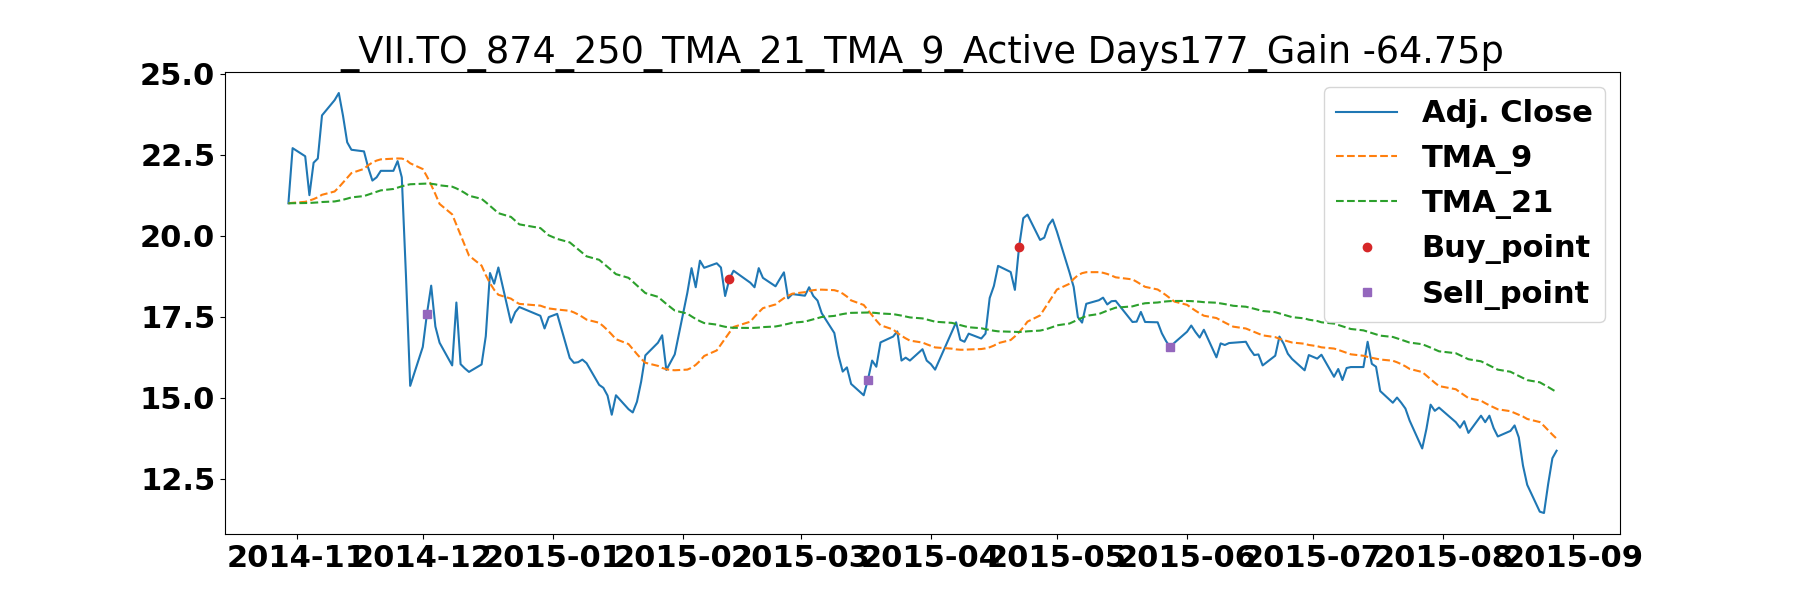 _VII.TO_874_250_TMA_21_TMA_9_Active Days177_Gain -64.75p
25.0
22.5
20.0
17.5
15.0
12.5
Adj. Close
TMA_9
TMA_21
Buy_point
Sell_point
2014-11 2014-12 2015-01 2015-02 2015-03 2015-04 2015-05 2015-06 2015-07 2015-08 2015-09